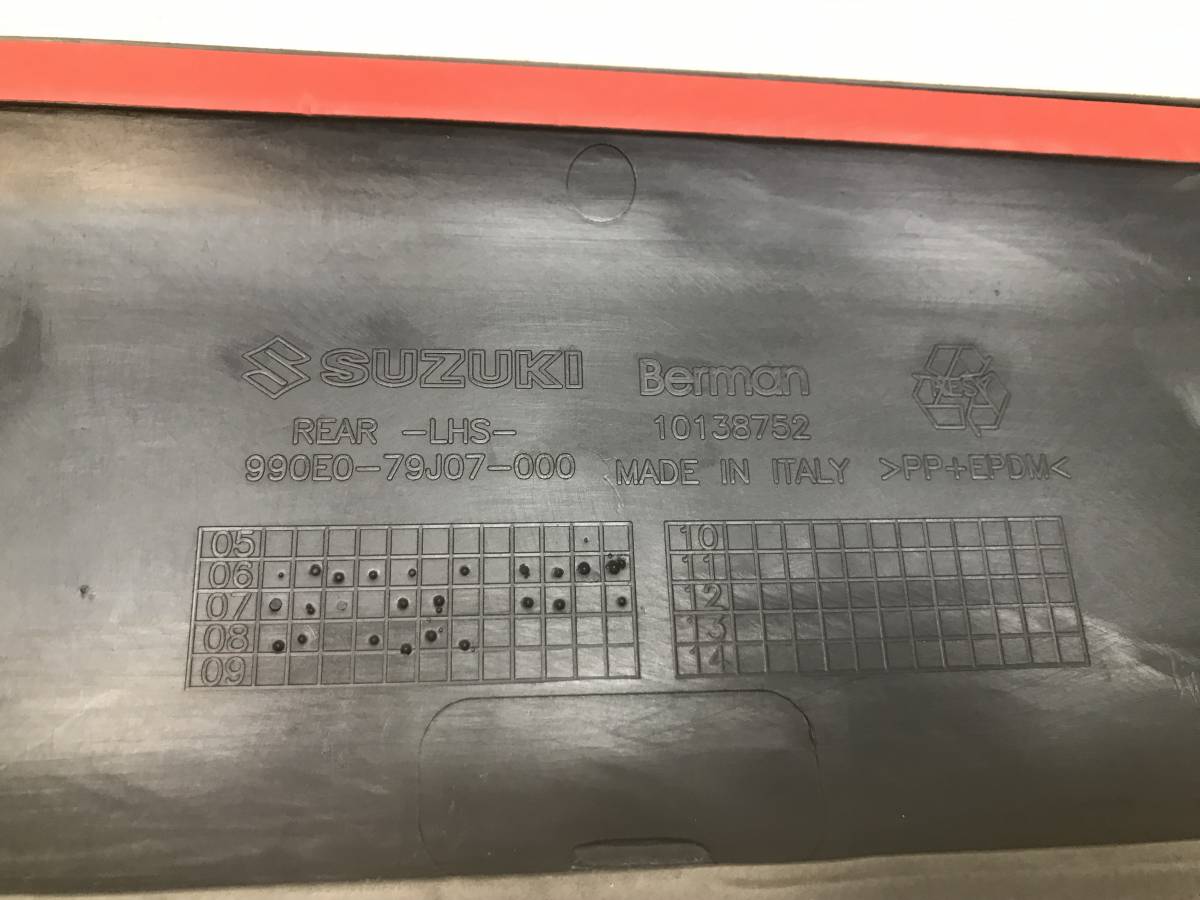 SUZUKI
REAR -LHS-
990E0-79J07-000
Berman
10138752
MADE IN ITALY
>PP+EPDM<
05
06
07
08
09
10
11
12
13
14